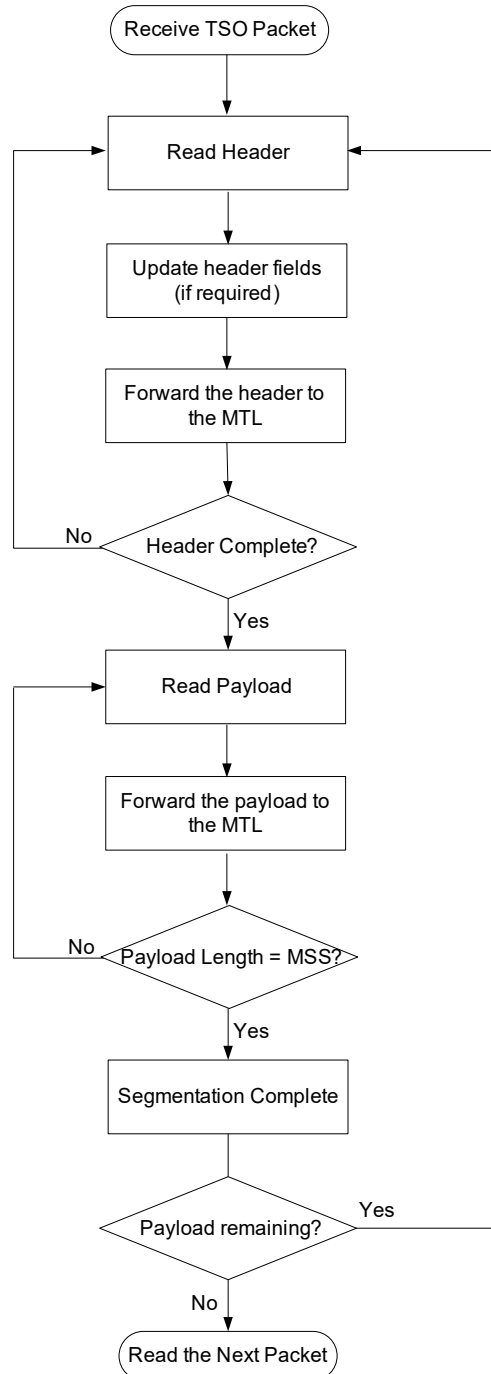 Receive TSO Packet
Read Header
Update header fields
(if required)
Forward the header to
the MTL
No
Header Complete?
Yes
Read Payload
Forward the payload to
the MTL
No
Payload Length = MSS?
Yes
Segmentation Complete
Payload remaining?
Yes
No
Read the Next Packet